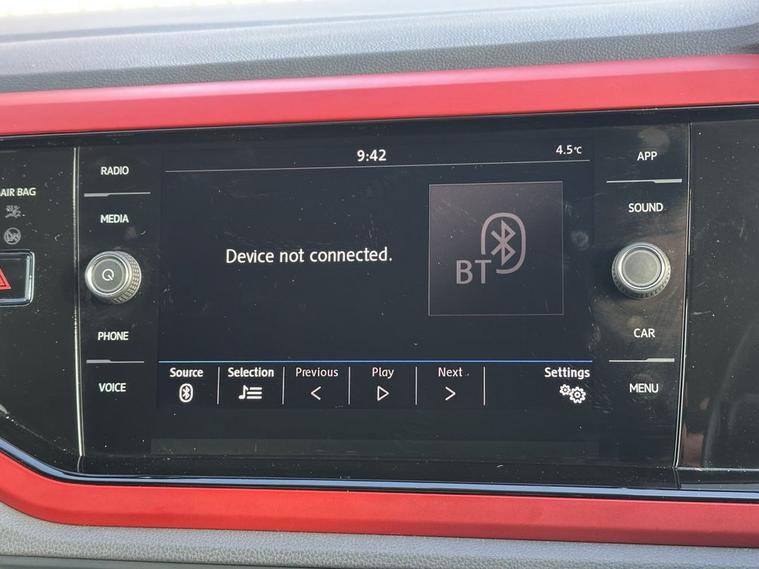 9:42
4.5°C
AIR BAG
RADIO
MEDIA
PHONE
VOICE
Device not connected.
BT
APP
SOUND
CAR
MENU
Source
Selection
Previous
Play
Next
Settings